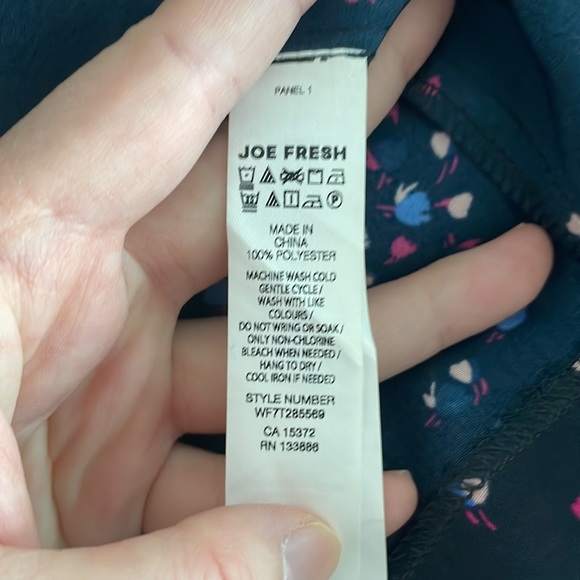 PANEL 1
JOE FRESH
MADE IN
CHINA
100% POLYESTER
MACHINE WASH COLD
GENTLE CYCLE /
WASH WITH LIKE
COLOURS /
DO NOT WRING OR SOAK /
ONLY NON-CHLORINE
BLEACH WHEN NEEDED /
HANG TO DRY /
COOL IRON IF NEEDED
STYLE NUMBER
WF7T285569
CA 15372
RN 133886